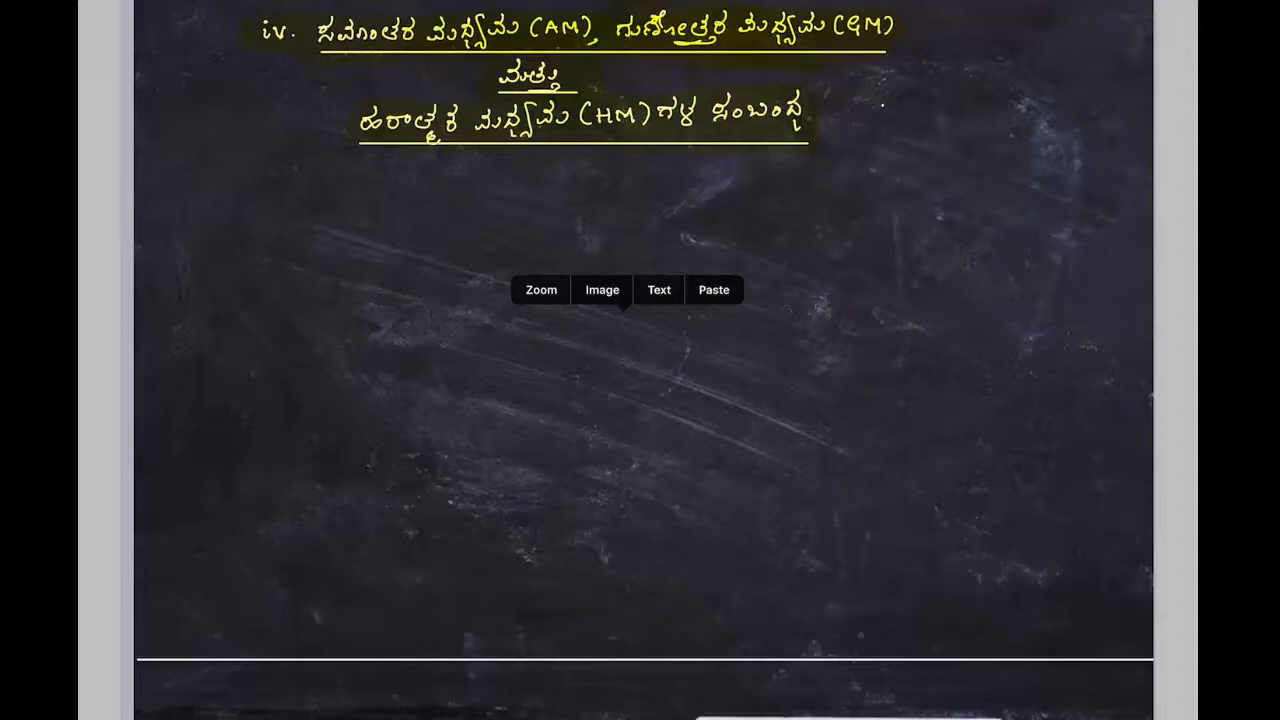 iv. ಸಮಾಂತರ ಮಧ್ಯಮ (AM), ಗುಣೋತ್ತರ ಮಧ್ಯಮ (GM)
ಮತ್ತು
ಹರಾತ್ಮಕ ಮಧ್ಯಮ (HM) ಗಳ ಸಂಬಂಧ
Zoom Image Text Paste